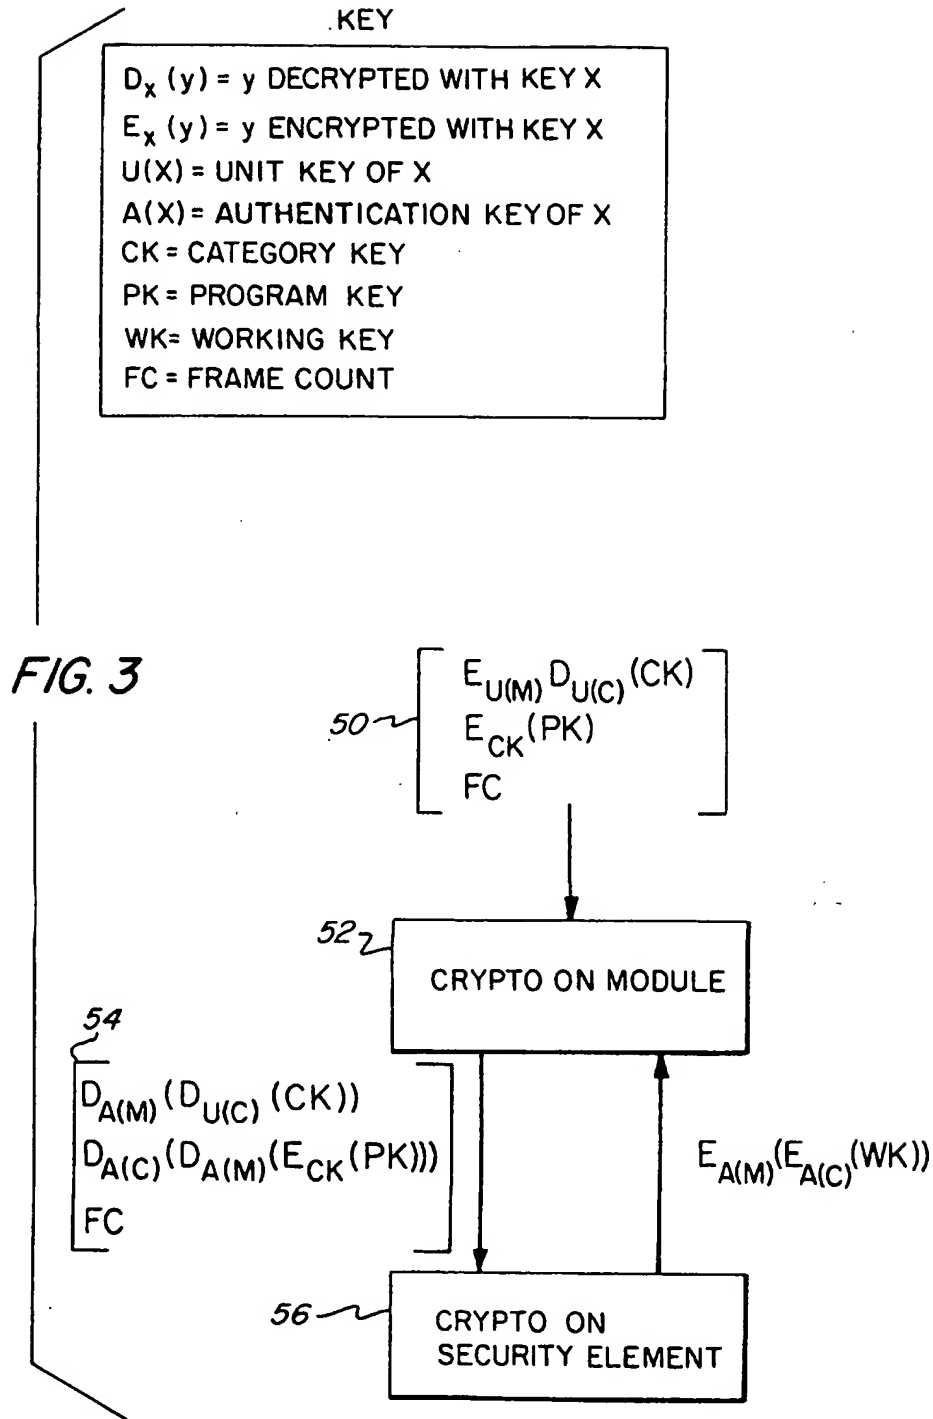 .KEY
Dx (y) = y DECRYPTED WITH KEY X
Ex (y) = y ENCRYPTED WITH KEY X
U(X) = UNIT KEY OF X
A(X) = AUTHENTICATION KEY OF X
CK = CATEGORY KEY
PK = PROGRAM KEY
WK= WORKING KEY
FC = FRAME COUNT
FIG. 3
50
EU(M) DU(C) (CK)
ECK (PK)
FC
52
CRYPTO ON MODULE
54
DA(M) (DU(C) (CK))
DA(C) (DA(M) (ECK (PK)))
FC
EA(M) (EA(C) (WK))
56
CRYPTO ON
SECURITY ELEMENT